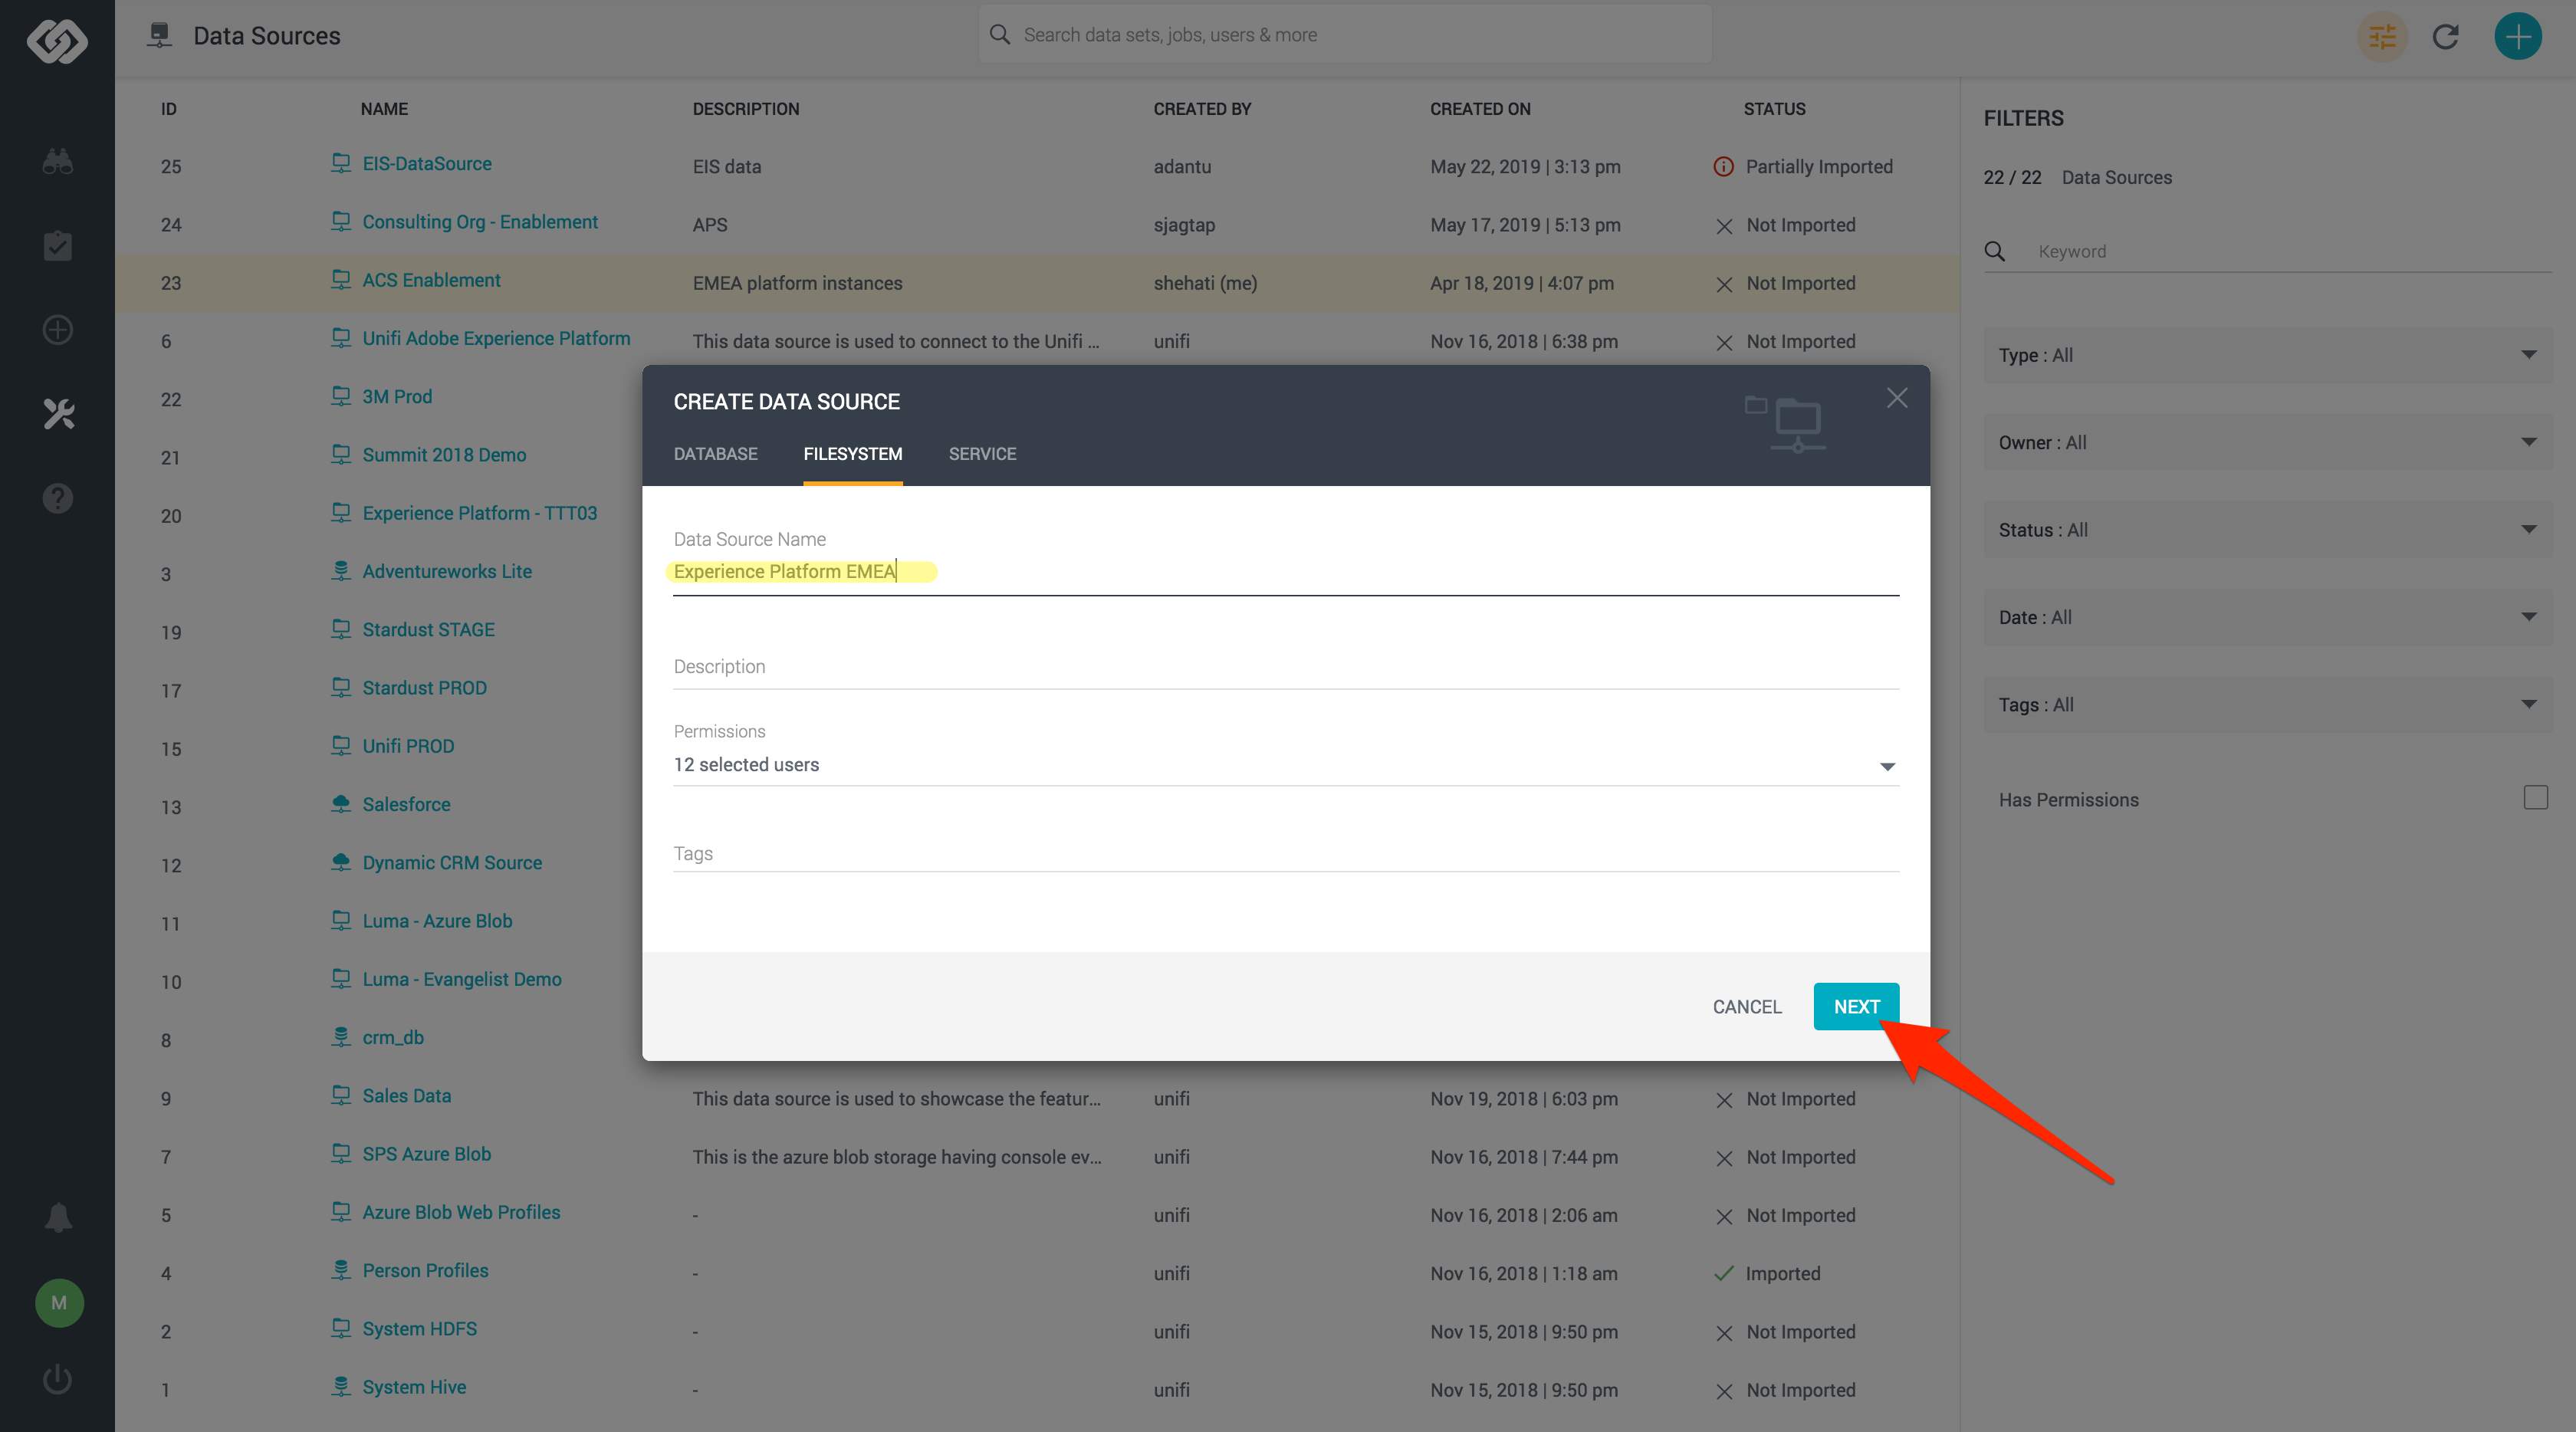 Data Sources
Search data sets, jobs, users & more
ID NAME DESCRIPTION CREATED BY CREATED ON STATUS
25 EIS-DataSource EIS data adantu May 22, 2019 | 3:13 pm Partially Imported
24 Consulting Org - Enablement APS sjagtap May 17, 2019 | 5:13 pm Not Imported
23 ACS Enablement EMEA platform instances shehati (me) Apr 18, 2019 | 4:07 pm Not Imported
6 Unifi Adobe Experience Platform This data source is used to connect to the Unifi ... unifi Nov 16, 2018 | 6:38 pm Not Imported
22 3M Prod
21 Summit 2018 Demo
20 Experience Platform - TTT03
3 Adventureworks Lite
19 Stardust STAGE
17 Stardust PROD
15 Unifi PROD
13 Salesforce
12 Dynamic CRM Source
11 Luma - Azure Blob
10 Luma - Evangelist Demo
8 crm_db
9 Sales Data This data source is used to showcase the featur... unifi Nov 19, 2018 | 6:03 pm Not Imported
7 SPS Azure Blob This is the azure blob storage having console ev... unifi Nov 16, 2018 | 7:44 pm Not Imported
5 Azure Blob Web Profiles - unifi Nov 16, 2018 | 2:06 am Not Imported
4 Person Profiles - unifi Nov 16, 2018 | 1:18 am Imported
2 System HDFS - unifi Nov 15, 2018 | 9:50 pm Not Imported
1 System Hive - unifi Nov 15, 2018 | 9:50 pm Not Imported
M
CREATE DATA SOURCE
DATABASE FILESYSTEM SERVICE
Data Source Name
Experience Platform EMEA
Description
Permissions
12 selected users
Tags
CANCEL NEXT
FILTERS
22 / 22 Data Sources
Keyword
Type : All
Owner : All
Status : All
Date : All
Tags : All
Has Permissions